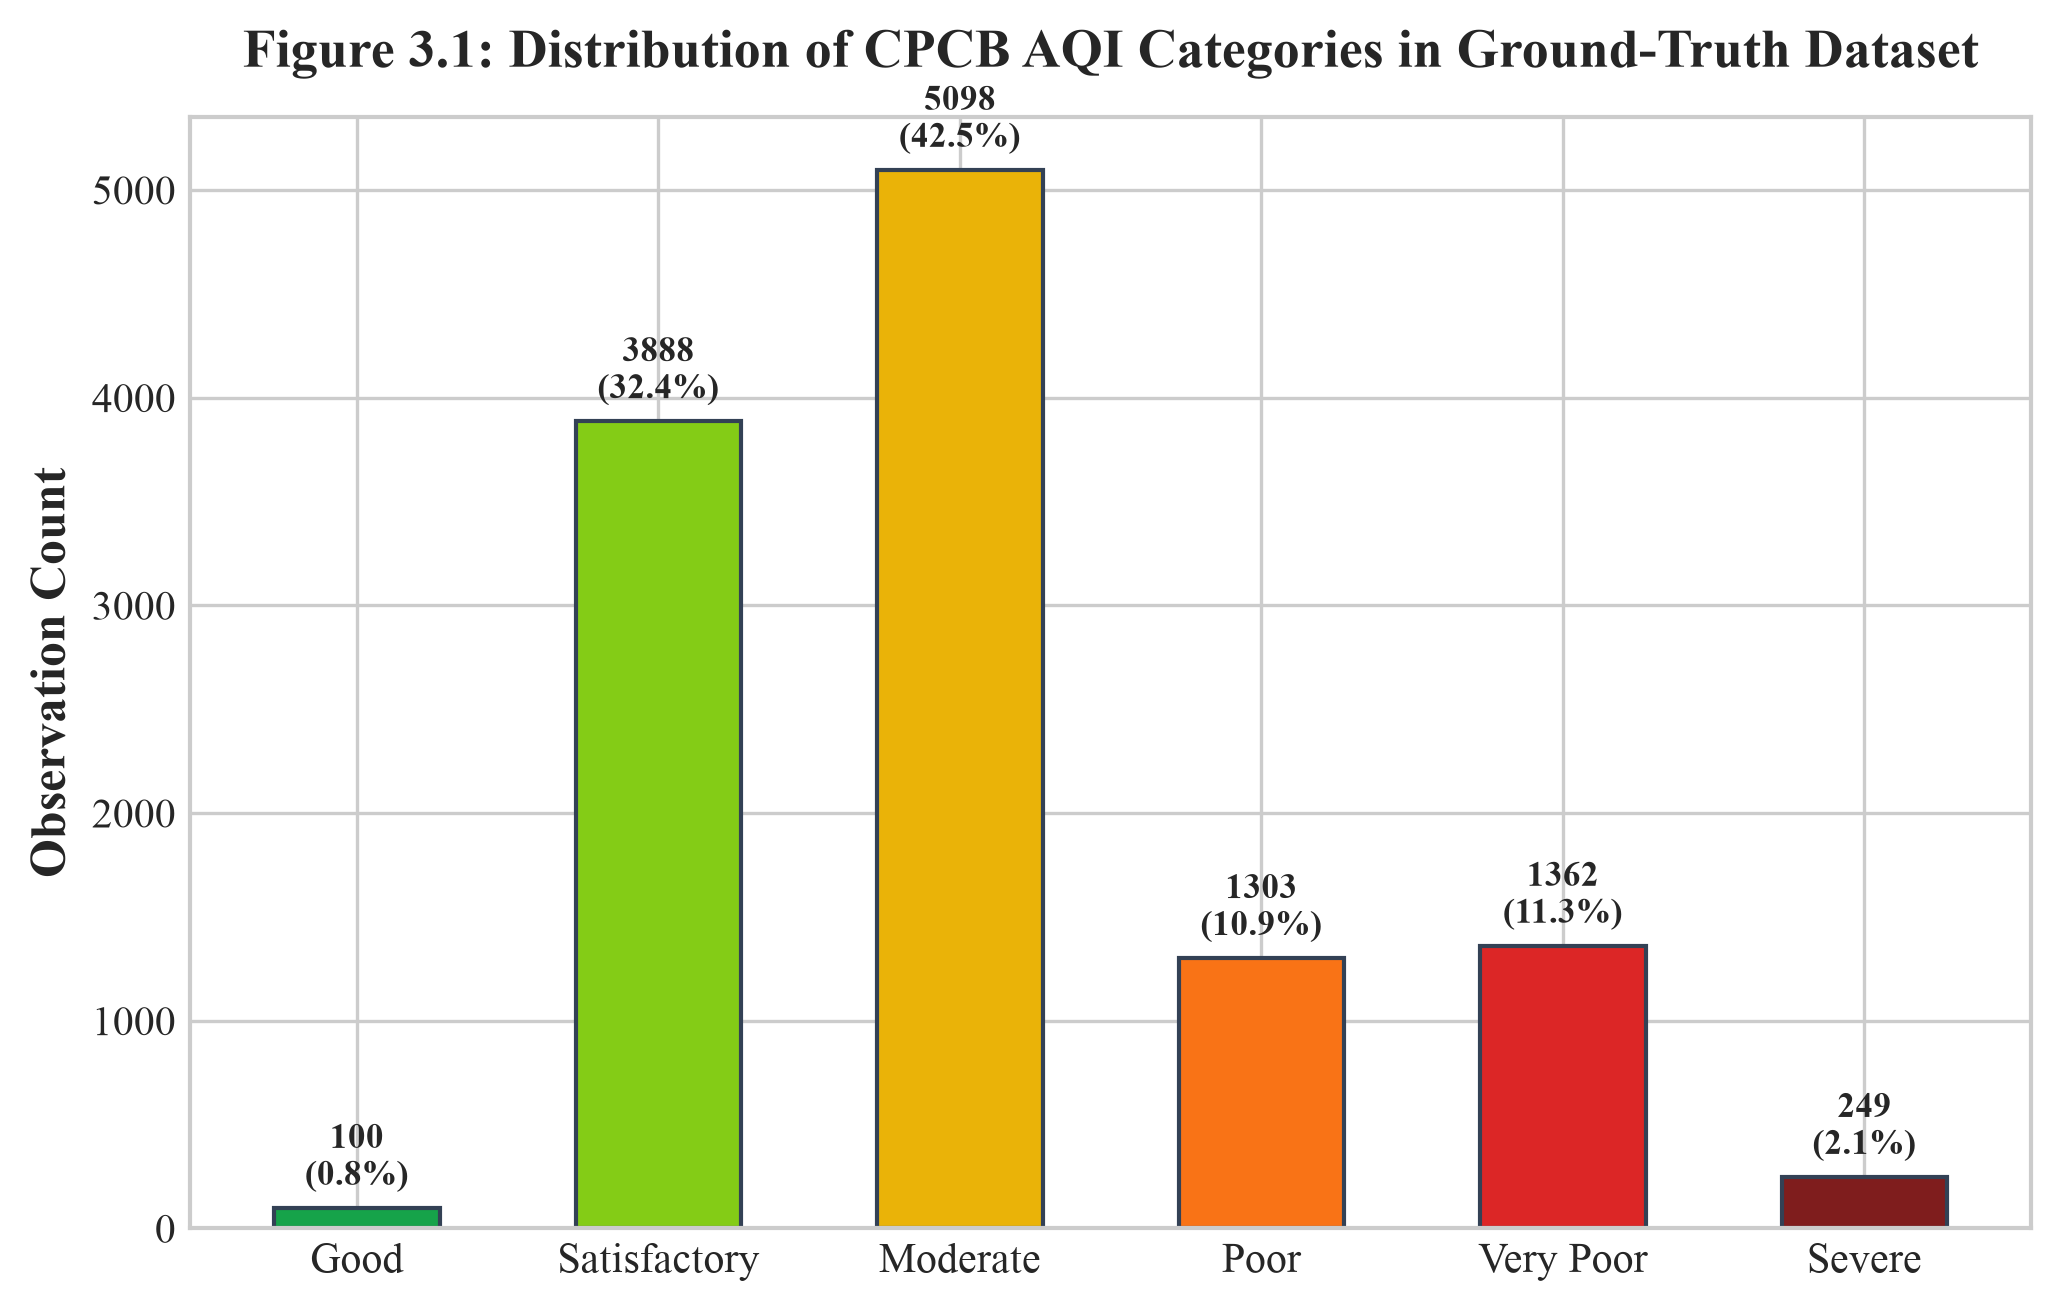 Figure 3.1: Distribution of CPCB AQI Categories in Ground-Truth Dataset
5098
(42.5%)
5000
3888
(32.4%)
4000
Observation Count
3000
2000
1362
(11.3%)
1303
(10.9%)
1000
249
(2.1%)
100
(0.8%)
0
Good
Satisfactory
Moderate
Poor
Very Poor
Severe